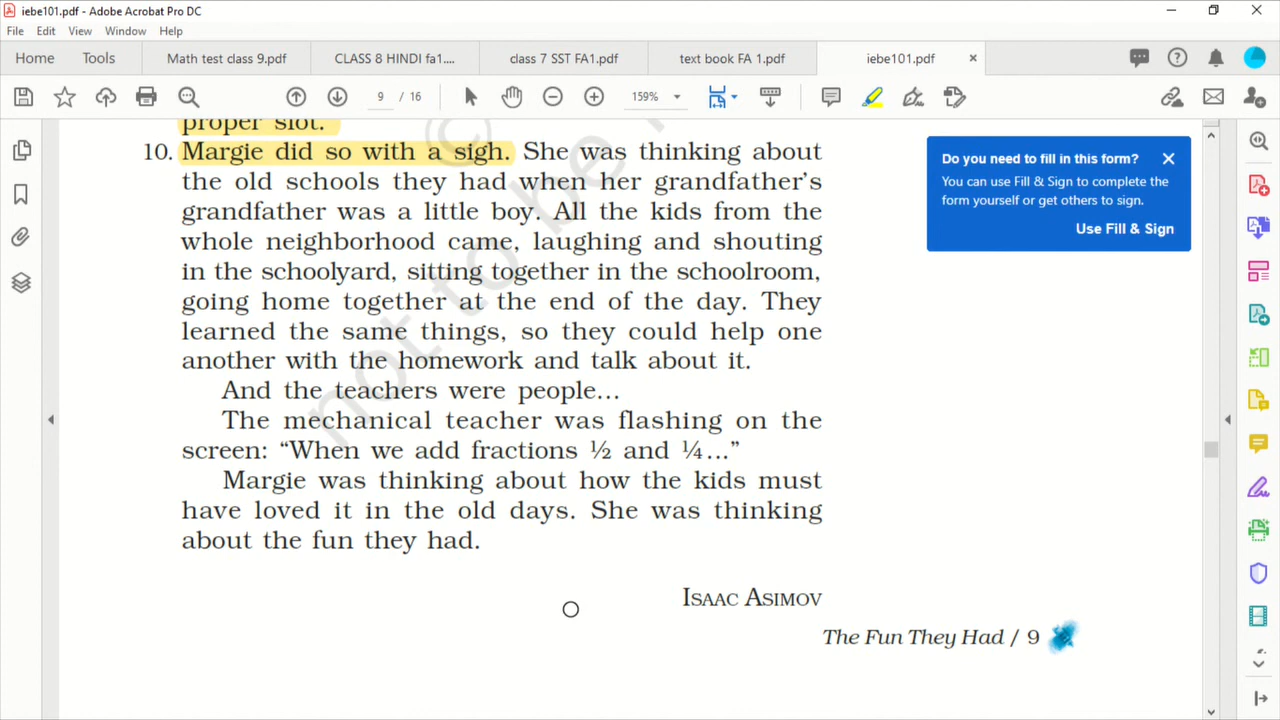 iebe101.pdf - Adobe Acrobat Pro DC
File Edit View Window Help
Home Tools Math test class 9.pdf CLASS 8 HINDI fa1.... class 7 SST FA1.pdf text book FA 1.pdf iebe101.pdf
9 / 16 159%
proper slot.
10. Margie did so with a sigh. She was thinking about
the old schools they had when her grandfather's
grandfather was a little boy. All the kids from the
whole neighborhood came, laughing and shouting
in the schoolyard, sitting together in the schoolroom,
going home together at the end of the day. They
learned the same things, so they could help one
another with the homework and talk about it.
And the teachers were people...
The mechanical teacher was flashing on the
screen: “When we add fractions ½ and ¼...”
Margie was thinking about how the kids must
have loved it in the old days. She was thinking
about the fun they had.
ISAAC ASIMOV
The Fun They Had / 9
© not to be
Do you need to fill in this form?
You can use Fill & Sign to complete the
form yourself or get others to sign.
Use Fill & Sign